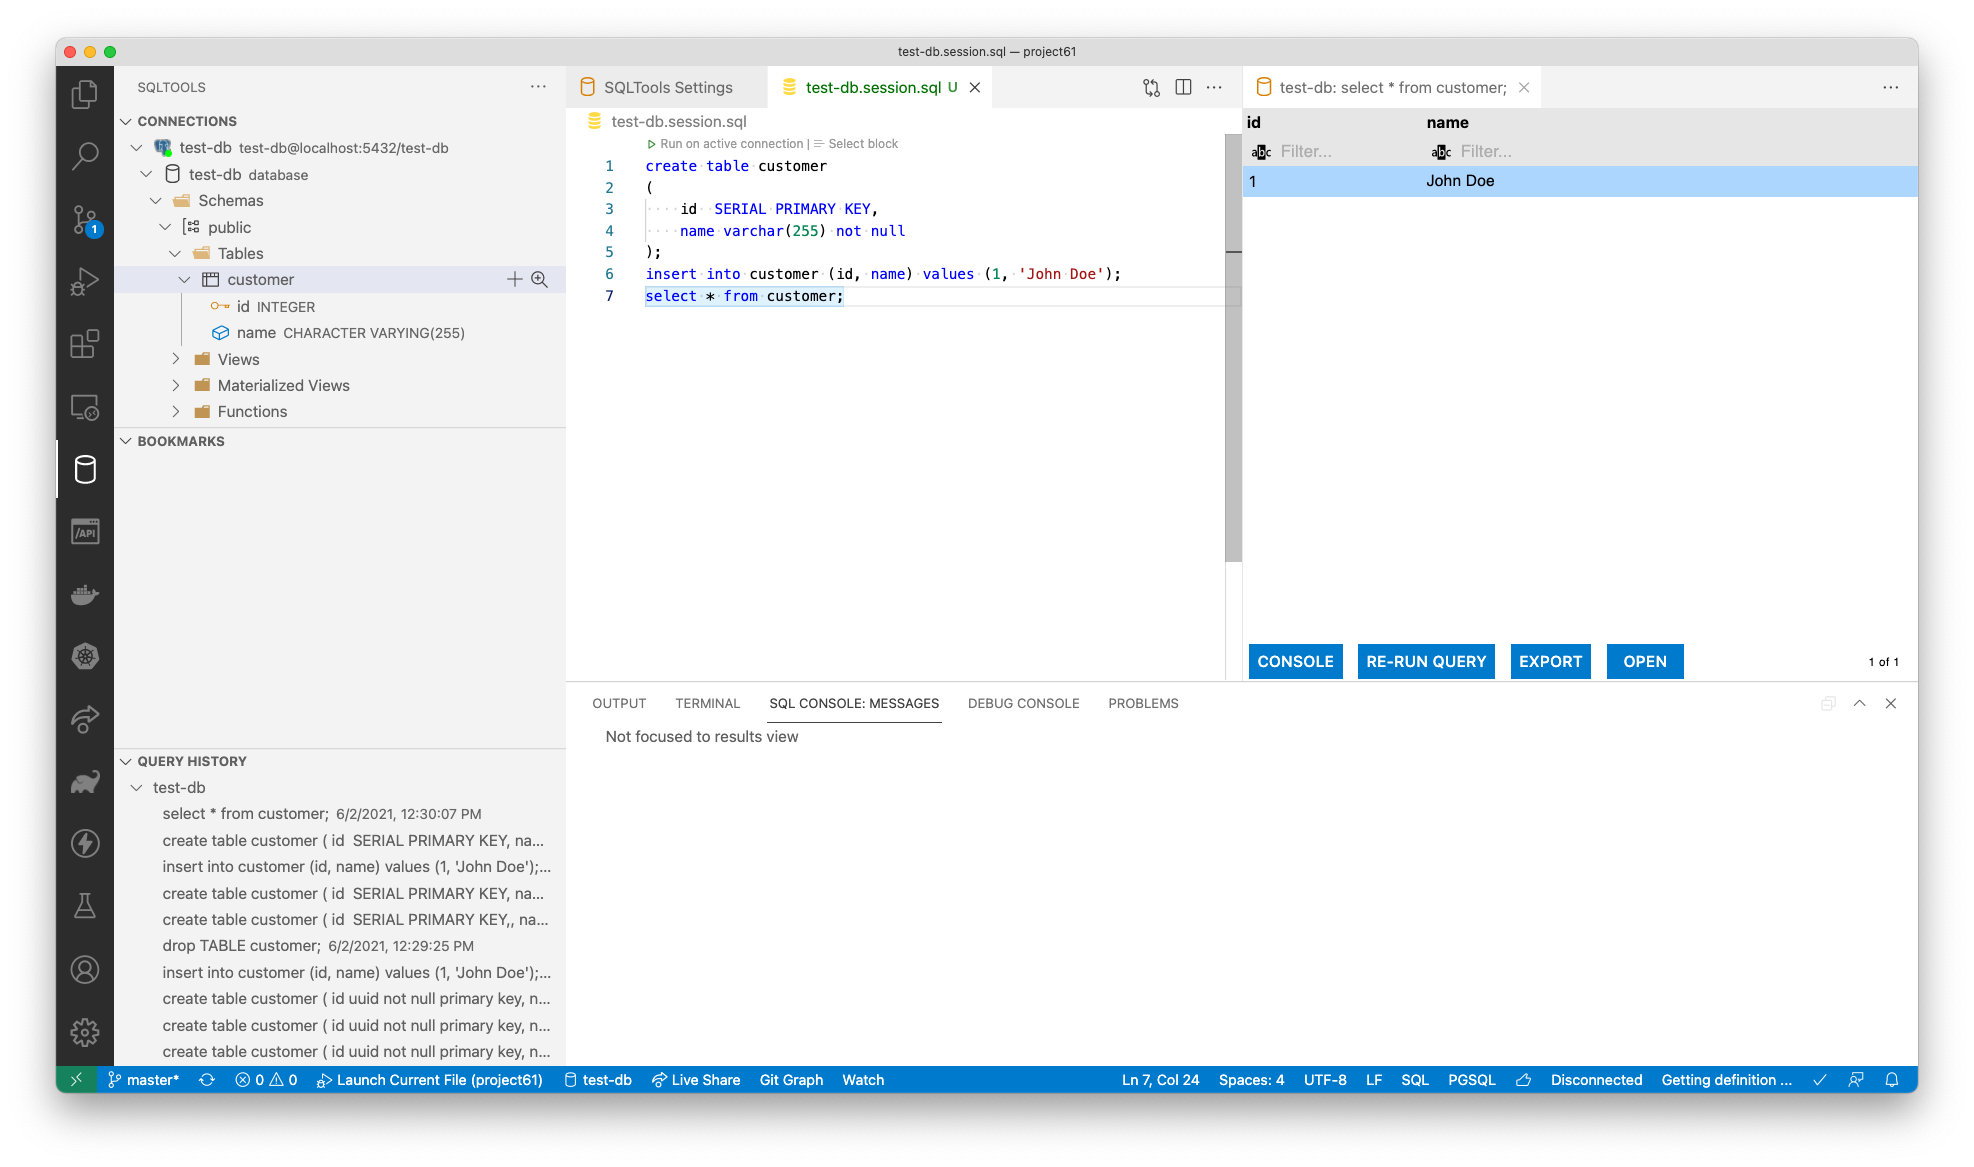 test-db.session.sql — project61
SQLTOOLS
CONNECTIONS
test-db test-db@localhost:5432/test-db
test-db database
Schemas
public
Tables
customer
id INTEGER
name CHARACTER VARYING(255)
Views
Materialized Views
Functions
BOOKMARKS
QUERY HISTORY
test-db
select * from customer; 6/2/2021, 12:30:07 PM
create table customer ( id SERIAL PRIMARY KEY, na...
insert into customer (id, name) values (1, 'John Doe');...
create table customer ( id SERIAL PRIMARY KEY, na...
create table customer ( id SERIAL PRIMARY KEY,, na...
drop TABLE customer; 6/2/2021, 12:29:25 PM
insert into customer (id, name) values (1, 'John Doe');...
create table customer ( id uuid not null primary key, n...
create table customer ( id uuid not null primary key, n...
create table customer ( id uuid not null primary key, n...
1
/API
SQLTools Settings
test-db.session.sql U
test-db.session.sql
Run on active connection | Select block
1 create table customer
2 (
3 id SERIAL PRIMARY KEY,
4 name varchar(255) not null
5 );
6 insert into customer (id, name) values (1, 'John Doe');
7 select * from customer;
test-db: select * from customer;
id name
abc Filter... abc Filter...
1 John Doe
CONSOLE RE-RUN QUERY EXPORT OPEN 1 of 1
OUTPUT TERMINAL SQL CONSOLE: MESSAGES DEBUG CONSOLE PROBLEMS
Not focused to results view
master* 0 0 Launch Current File (project61) test-db Live Share Git Graph Watch Ln 7, Col 24 Spaces: 4 UTF-8 LF SQL PGSQL Disconnected Getting definition ...